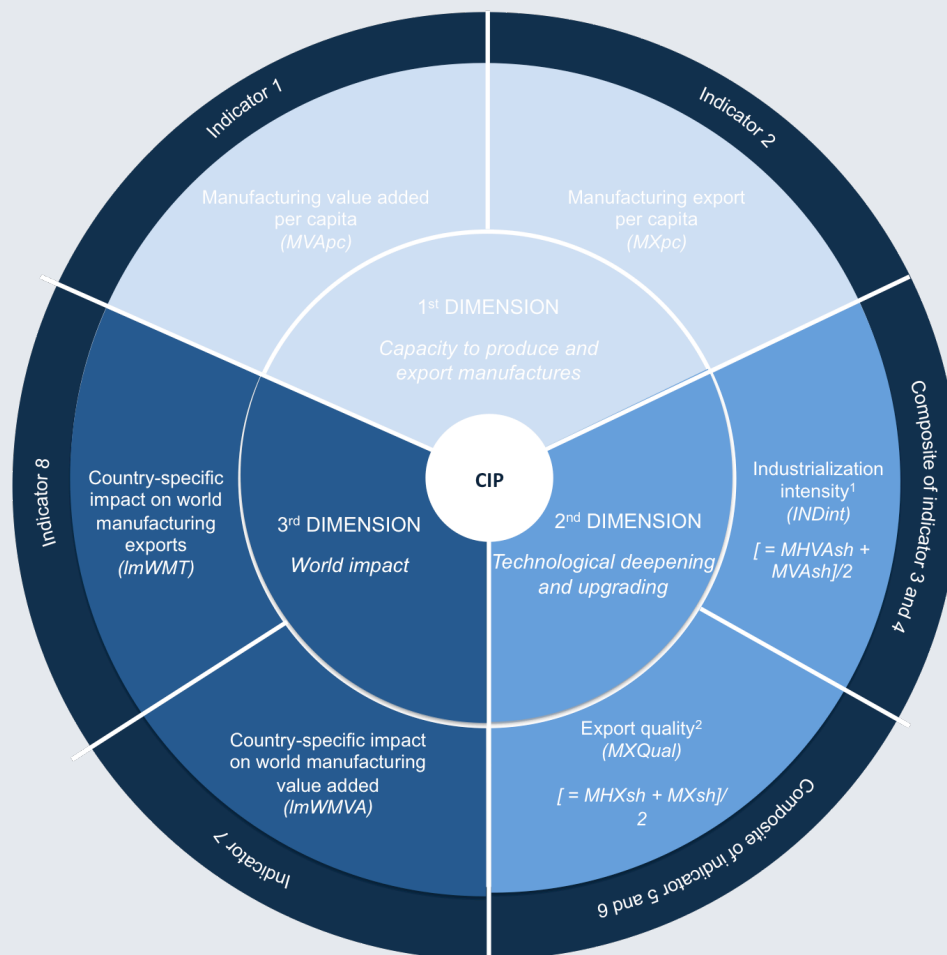 Indicator 1
Indicator 2
Manufacturing value added
per capita
(MVApc)
Manufacturing export
per capita
(MXpc)
1st DIMENSION
Capacity to produce and
export manufactures
Composite of indicator 3 and 4
Industrialization
intensity1
(INDint)
[ = MHVAsh +
MVAsh]/2
CIP
2nd DIMENSION
Technological deepening
and upgrading
3rd DIMENSION
World impact
Indicator 8
Country-specific
impact on world
manufacturing
exports
(ImWMT)
Export quality2
(MXQual)
[ = MHXsh + MXsh]/
2
Composite of indicator 5 and 6
Country-specific impact
on world manufacturing
value added
(ImWMVA)
Indicator 7